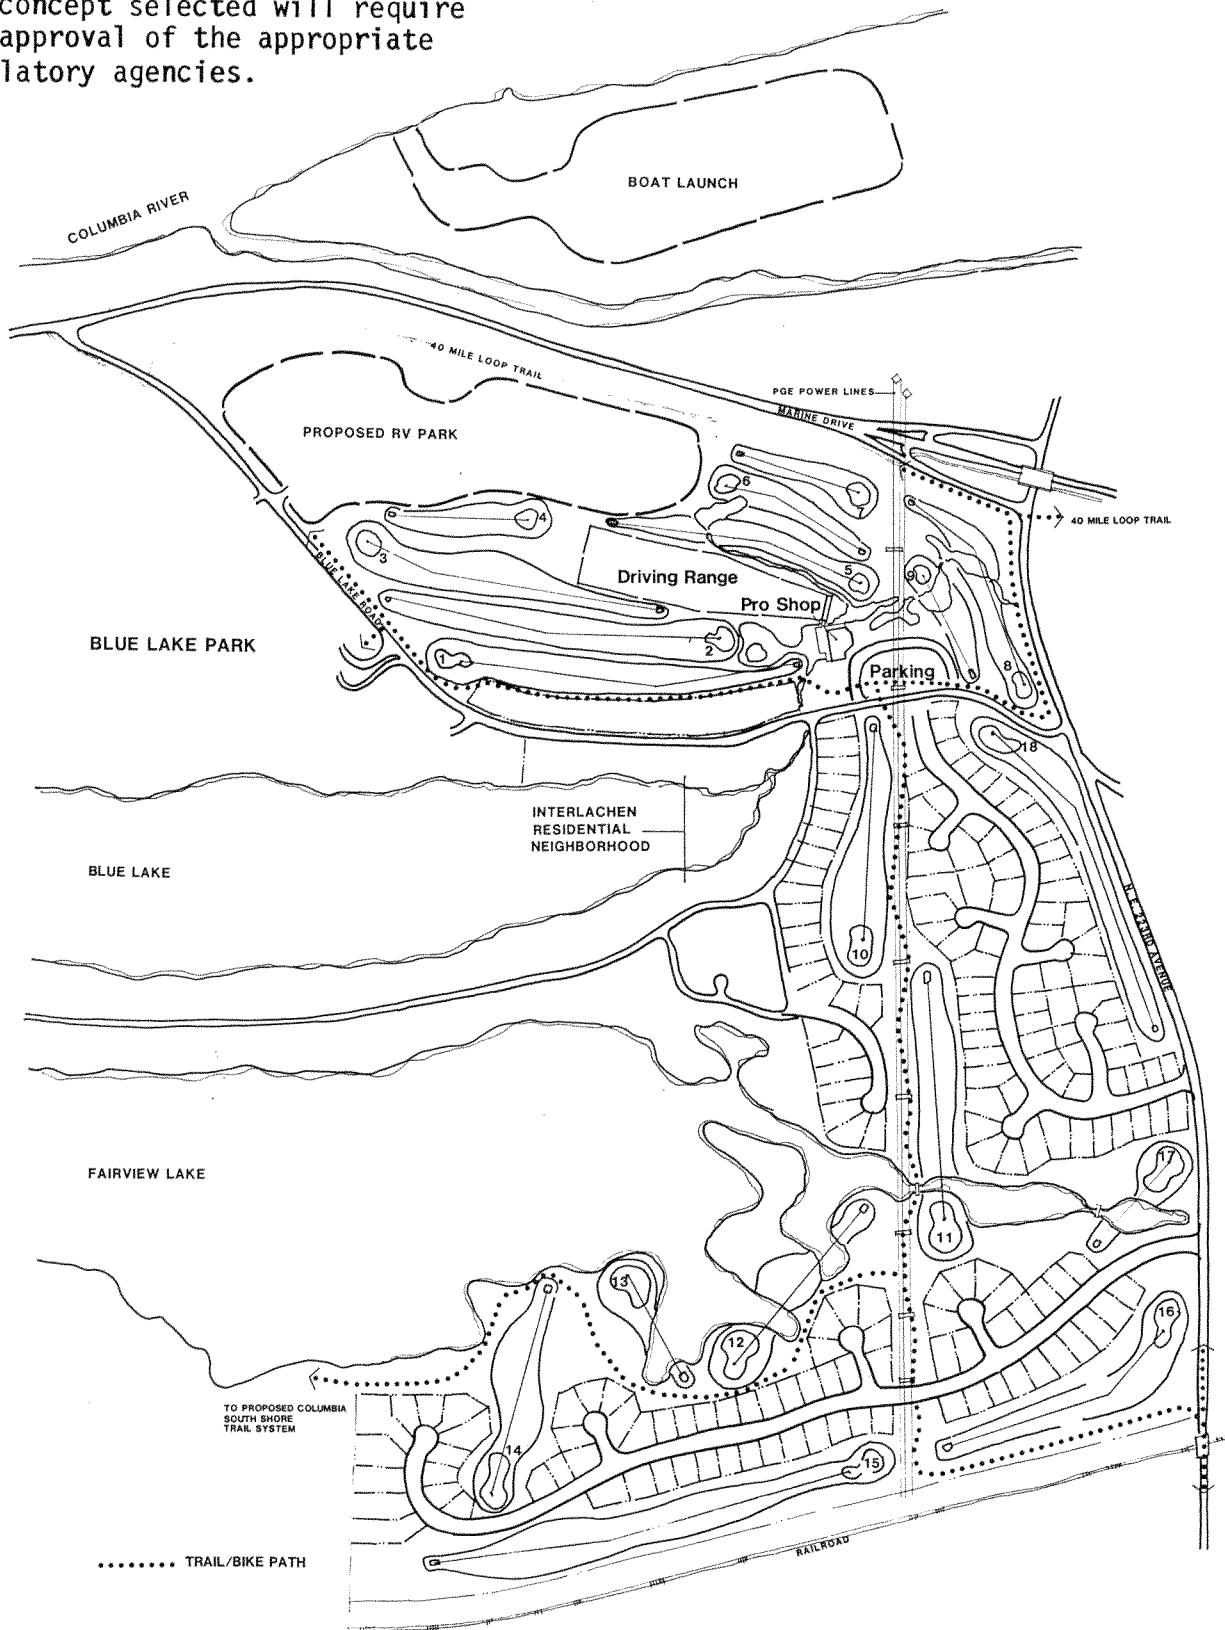 concept selected will require
approval of the appropriate
latory agencies.
BOAT LAUNCH
COLUMBIA RIVER
40 MILE LOOP TRAIL
PGE POWER LINES
MARINE DRIVE
PROPOSED RV PARK
6
7
4
40 MILE LOOP TRAIL
3
BLUE LAKE ROAD
Driving Range
5
9
Pro Shop
BLUE LAKE PARK
2
1
Parking
8
18
INTERLACHEN
RESIDENTIAL
NEIGHBORHOOD
BLUE LAKE
N. E. 223RD AVENUE
10
FAIRVIEW LAKE
17
11
13
16
12
TO PROPOSED COLUMBIA
SOUTH SHORE
TRAIL SYSTEM
14
15
RAILROAD
TRAIL/BIKE PATH